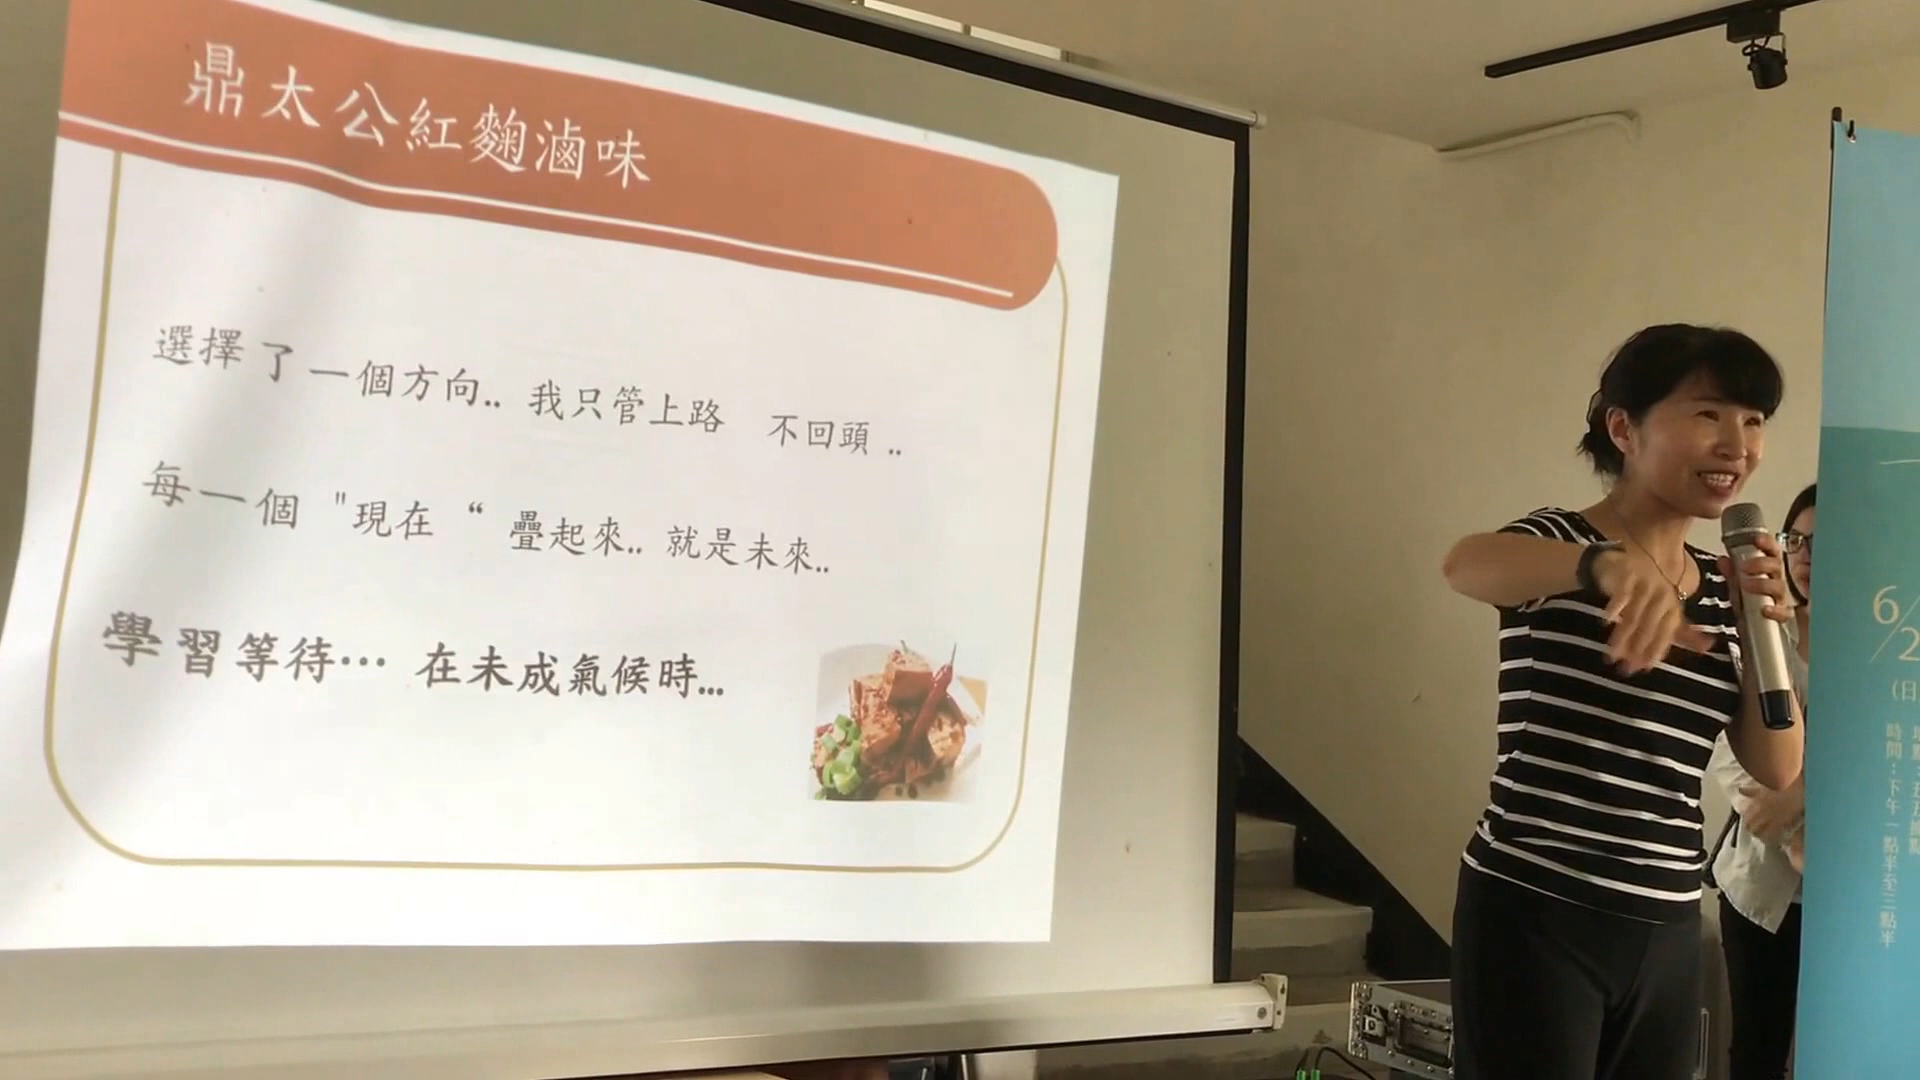 鼎太公紅麴滷味
選擇了一個方向.. 我只管上路 不回頭 ..
每一個 "現在 “ 疊起來.. 就是未來..
學習等待… 在未成氣候時...
6/2
(日
時間：下午一點半至三點半